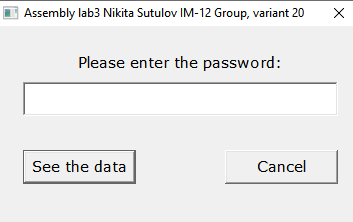 Assembly lab3 Nikita Sutulov IM-12 Group, variant 20
Please enter the password:
See the data
Cancel